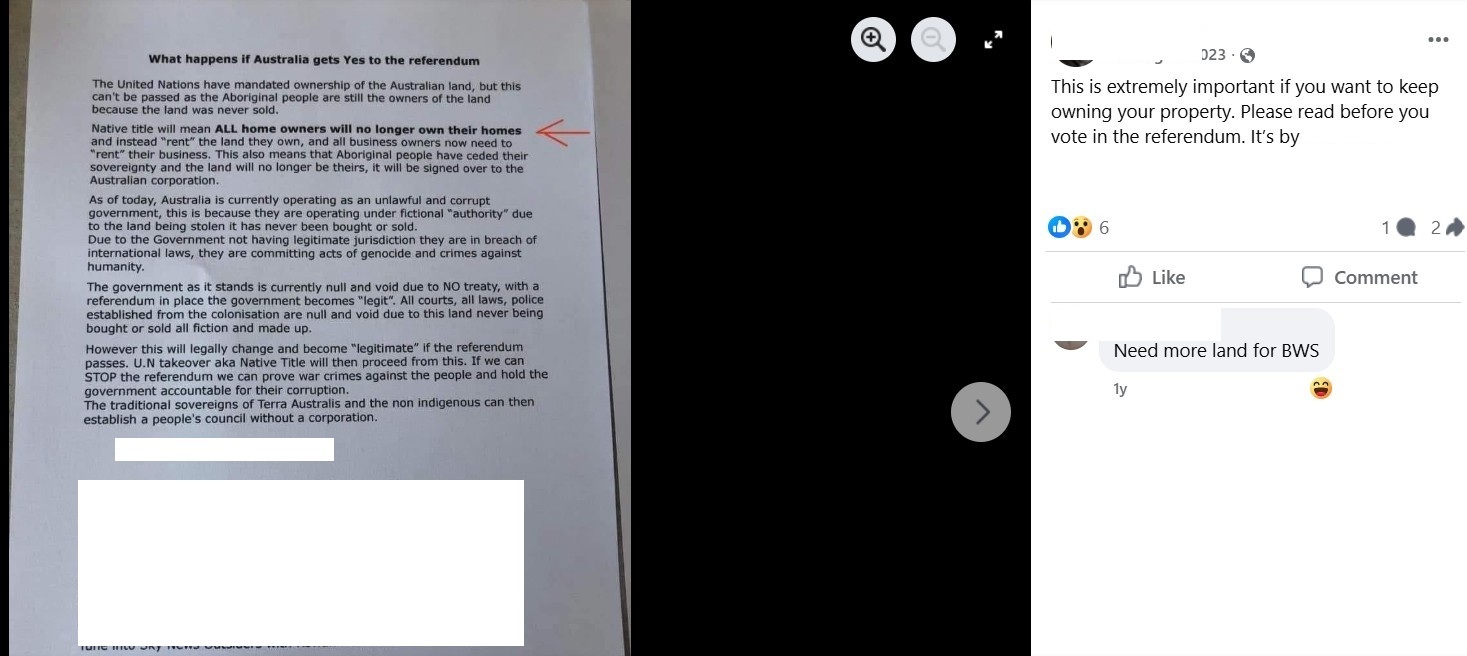 What happens if Australia gets Yes to the referendum
The United Nations have mandated ownership of the Australian land, but this
can't be passed as the Aboriginal people are still the owners of the land
because the land was never sold.
Native title will mean ALL home owners will no longer own their homes
and instead "rent" the land they own, and all business owners now need to
"rent" their business. This also means that Aboriginal people have ceded their
sovereignty and the land will no longer be theirs, it will be signed over to the
Australian corporation.
As of today, Australia is currently operating as an unlawful and corrupt
government, this is because they are operating under fictional "authority" due
to the land being stolen it has never been bought or sold.
Due to the Government not having legitimate jurisdiction they are in breach of
international laws, they are committing acts of genocide and crimes against
humanity.
The government as it stands is currently null and void due to NO treaty, with a
referendum in place the government becomes "legit". All courts, all laws, police
established from the colonisation are null and void due to this land never being
bought or sold all fiction and made up.
However this will legally change and become "legitimate" if the referendum
passes. U.N takeover aka Native Title will then proceed from this. If we can
STOP the referendum we can prove war crimes against the people and hold the
government accountable for their corruption.
The traditional sovereigns of Terra Australis and the non indigenous can then
establish a people's council without a corporation.
023 ·
This is extremely important if you want to keep
owning your property. Please read before you
vote in the referendum. It's by
6
1
2
Like
Comment
Need more land for BWS
1y